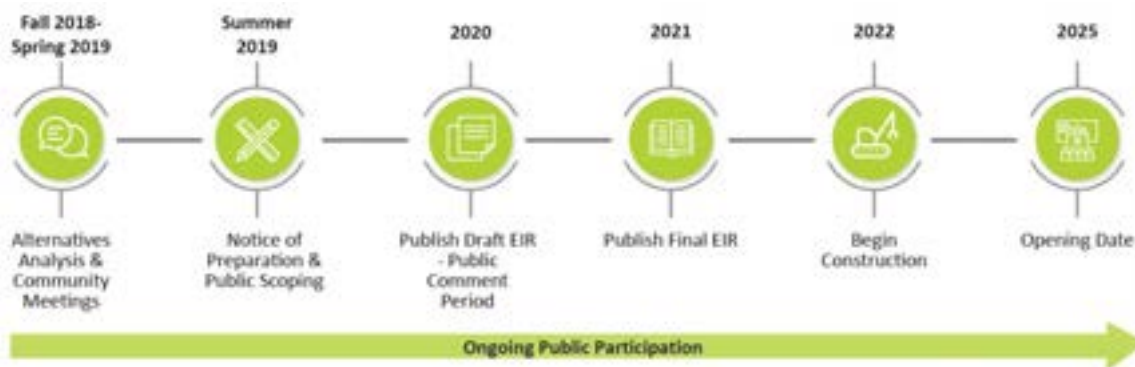 Fall 2018-
Spring 2019
Summer
2019
2020
2021
2022
2025
Alternatives
Analysis &
Community
Meetings
Notice of
Preparation &
Public Scoping
Publish Draft EIR
- Public
Comment
Period
Publish Final EIR
Begin
Construction
Opening Date
Ongoing Public Participation